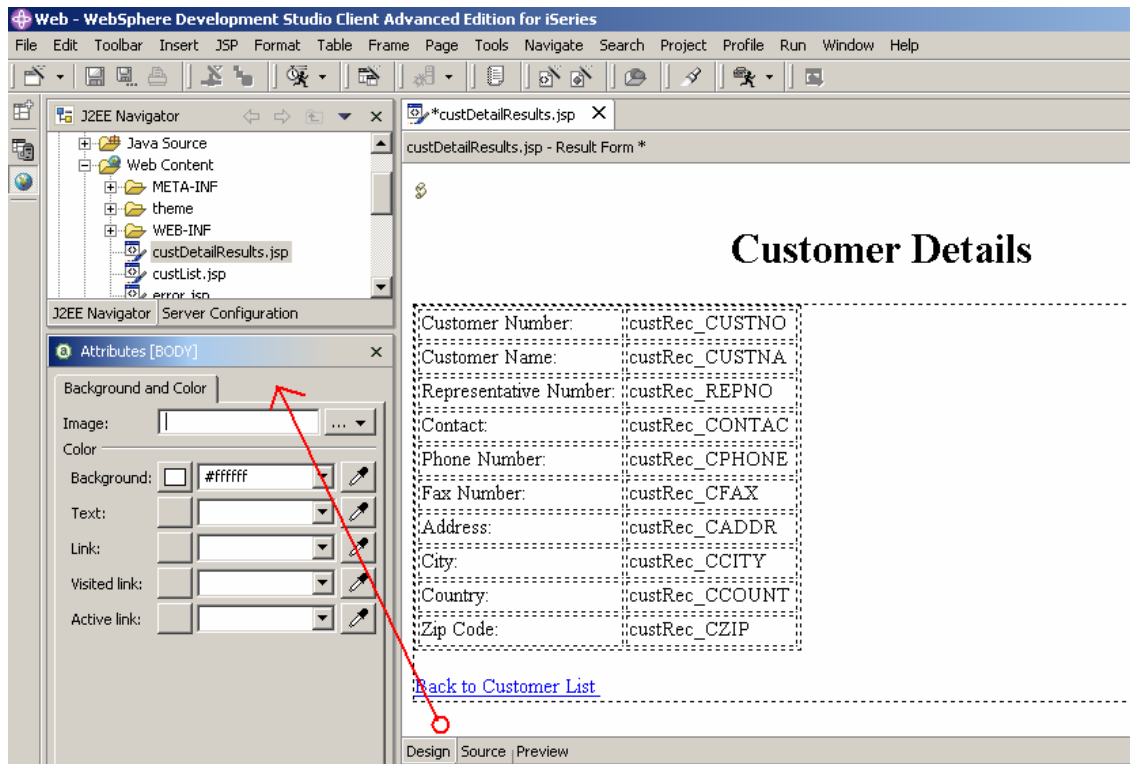 Web - WebSphere Development Studio Client Advanced Edition for iSeries
File Edit Toolbar Insert JSP Format Table Frame Page Tools Navigate Search Project Profile Run Window Help
J2EE Navigator
Java Source
Web Content
META-INF
theme
WEB-INF
custDetailResults.jsp
custList.jsp
error.jsp
J2EE Navigator Server Configuration
Attributes [BODY]
Background and Color
Image: ...
Color
Background: #ffffff
Text:
Link:
Visited link:
Active link:
*custDetailResults.jsp
custDetailResults.jsp - Result Form *
Customer Details
Customer Number: custRec_CUSTNO
Customer Name: custRec_CUSTNA
Representative Number: custRec_REPNO
Contact: custRec_CONTAC
Phone Number: custRec_CPHONE
Fax Number: custRec_CFAX
Address: custRec_CADDR
City: custRec_CCITY
Country: custRec_CCOUNT
Zip Code: custRec_CZIP
Back to Customer List
Design Source Preview